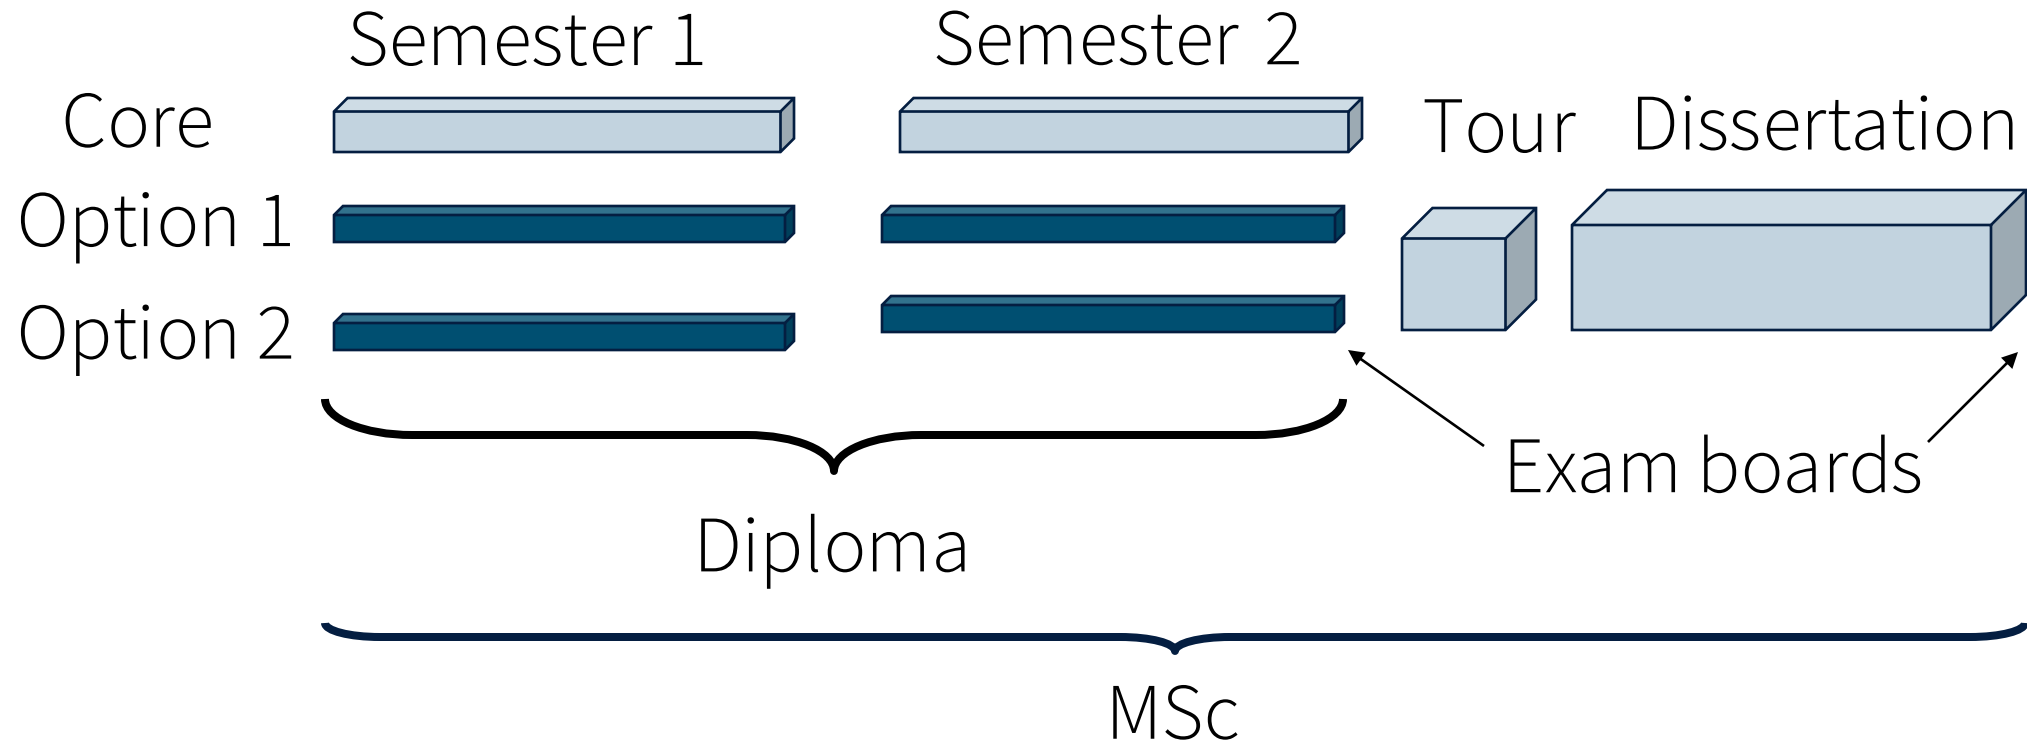 Semester 1
Semester 2
Core
Tour
Dissertation
Option 1
Option 2
Exam boards
Diploma
MSc